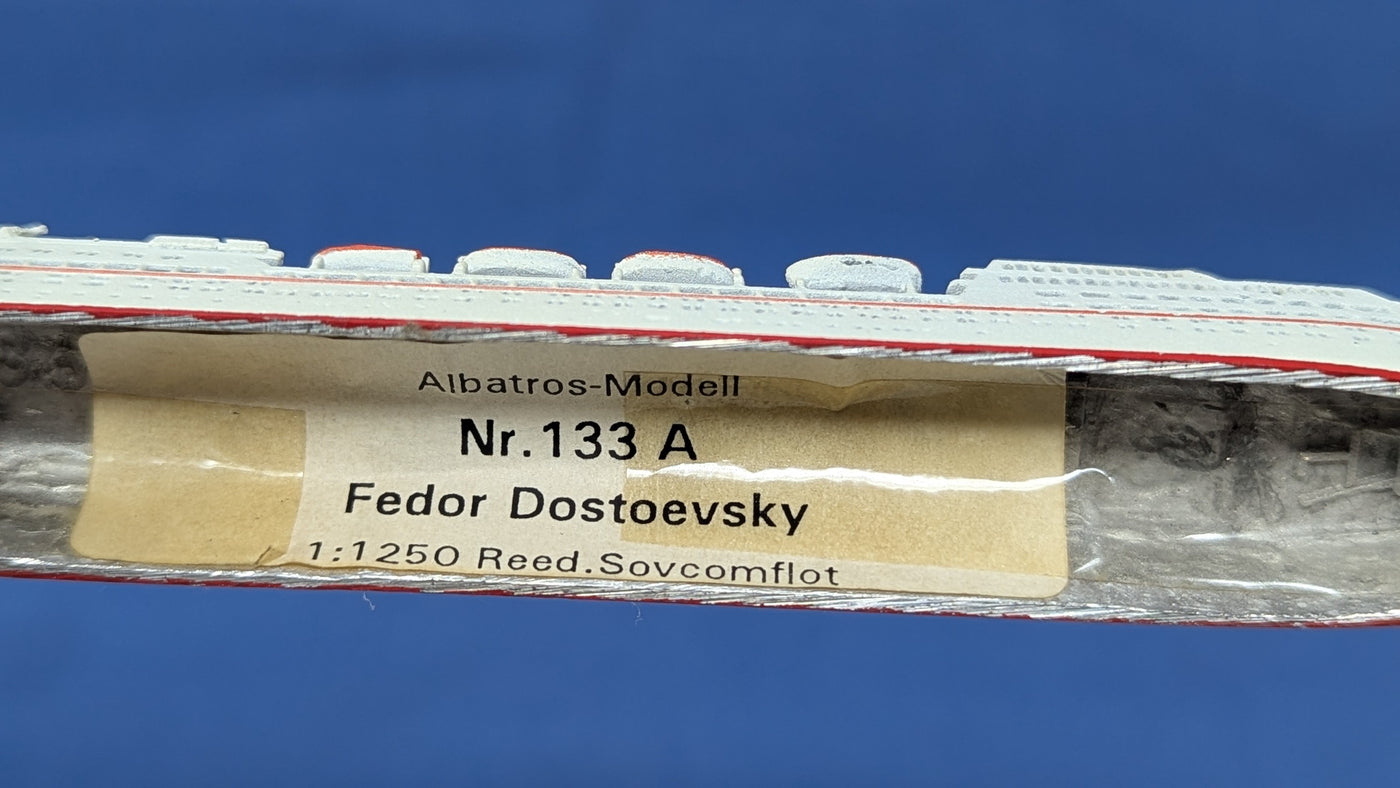 Albatros-Modell
Nr.133 A
Fedor Dostoevsky
1:1250 Reed.Sovcomflot